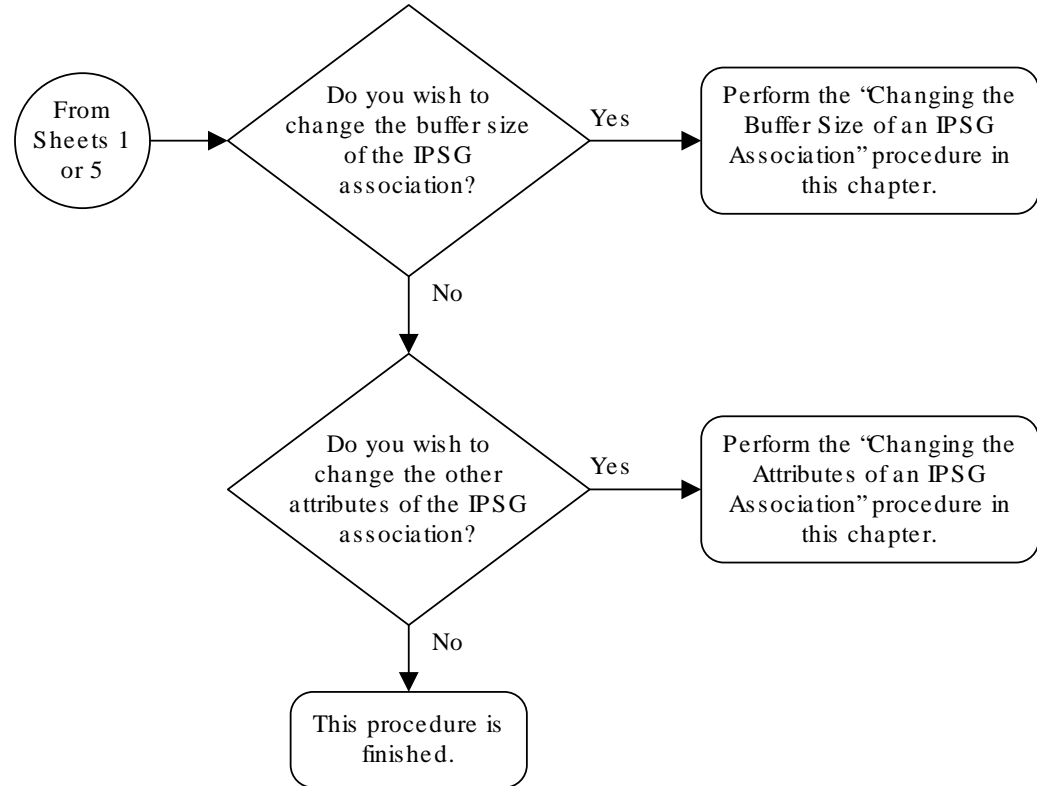 From
Sheets 1
or 5
Do you wish to
change the buffer size
of the IPSG
association?
Yes
Perform the “Changing the
Buffer Size of an IPSG
Association” procedure in
this chapter.
No
Do you wish to
change the other
attributes of the IPSG
association?
Yes
Perform the “Changing the
Attributes of an IPSG
Association” procedure in
this chapter.
No
This procedure is
finished.